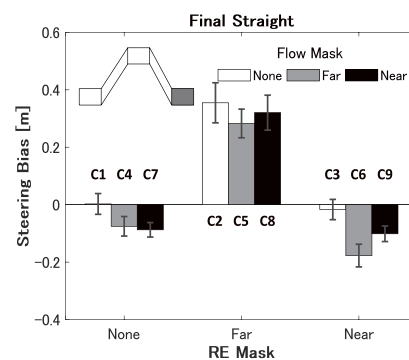 Final Straight
Flow Mask
None Far Near
Steering Bias [m]
0.6
0.4
0.2
0
-0.2
-0.4
C1 C4 C7
C2 C5 C8
C3 C6 C9
None Far Near
RE Mask